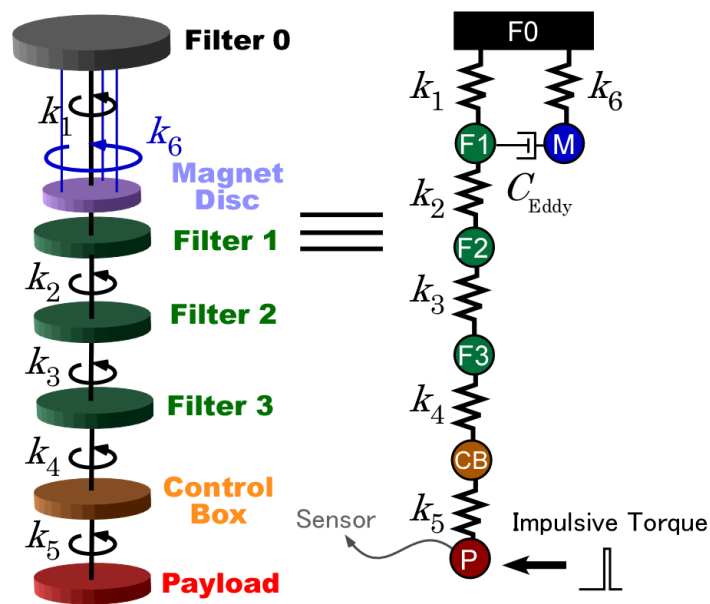 Filter 0
k1
k6
Magnet
Disc
Filter 1
k2
Filter 2
k3
Filter 3
k4
Control
Box
k5
Payload
F0
k1
k6
F1
M
k2
CEddy
F2
k3
F3
k4
CB
k5
Sensor
Impulsive Torque
P